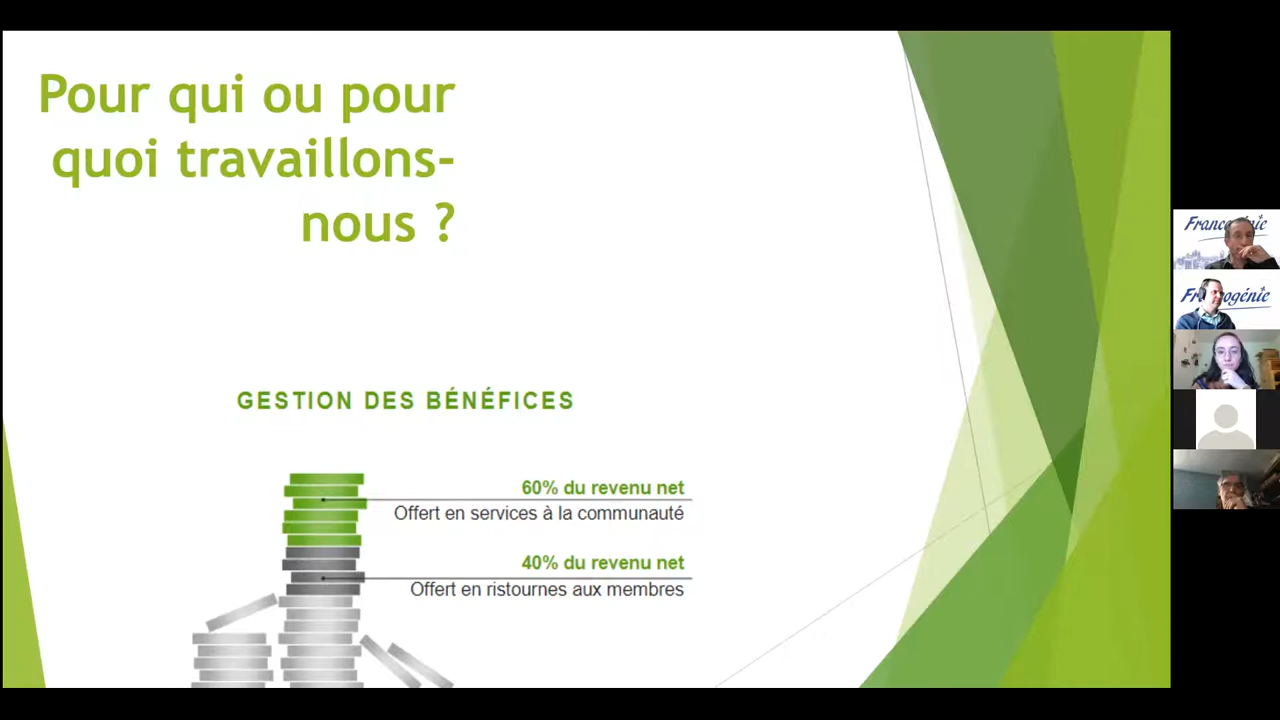 Pour qui ou pour
quoi travaillons-
nous ?
GESTION DES BÉNÉFICES
60% du revenu net
Offert en services à la communauté
40% du revenu net
Offert en ristournes aux membres